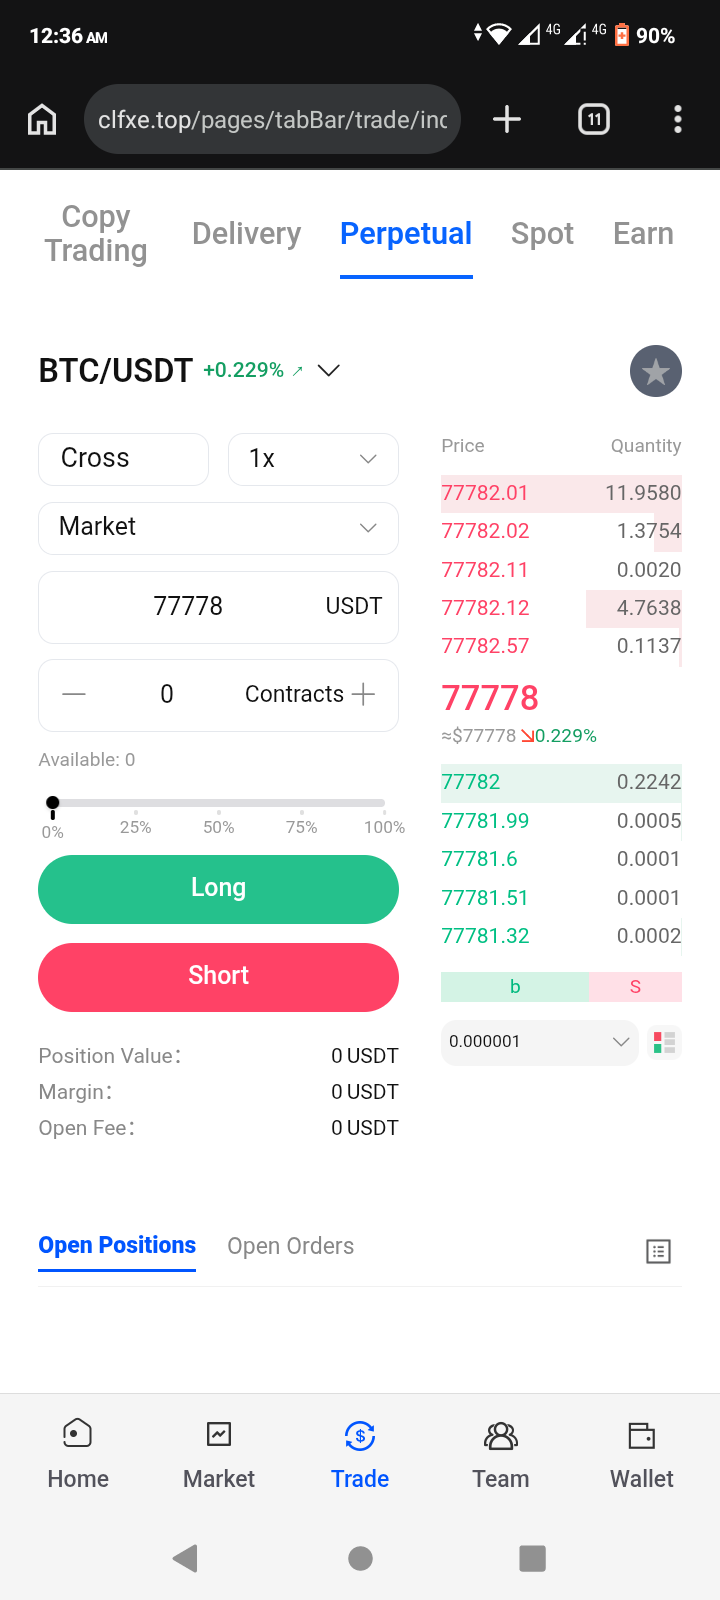 12:36 AM 4G 4G 90%
clfxe.top/pages/tabBar/trade/inc
11
Copy Trading
Delivery
Perpetual
Spot
Earn
BTC/USDT +0.229%
Cross
1x
Market
77778 USDT
0 Contracts
Available: 0
0% 25% 50% 75% 100%
Long
Short
Position Value: 0 USDT
Margin: 0 USDT
Open Fee: 0 USDT
Price Quantity
77782.01 11.9580
77782.02 1.3754
77782.11 0.0020
77782.12 4.7638
77782.57 0.1137
77778
≈$77778 0.229%
77782 0.2242
77781.99 0.0005
77781.6 0.0001
77781.51 0.0001
77781.32 0.0002
b S
0.000001
Open Positions Open Orders
Home Market Trade Team Wallet